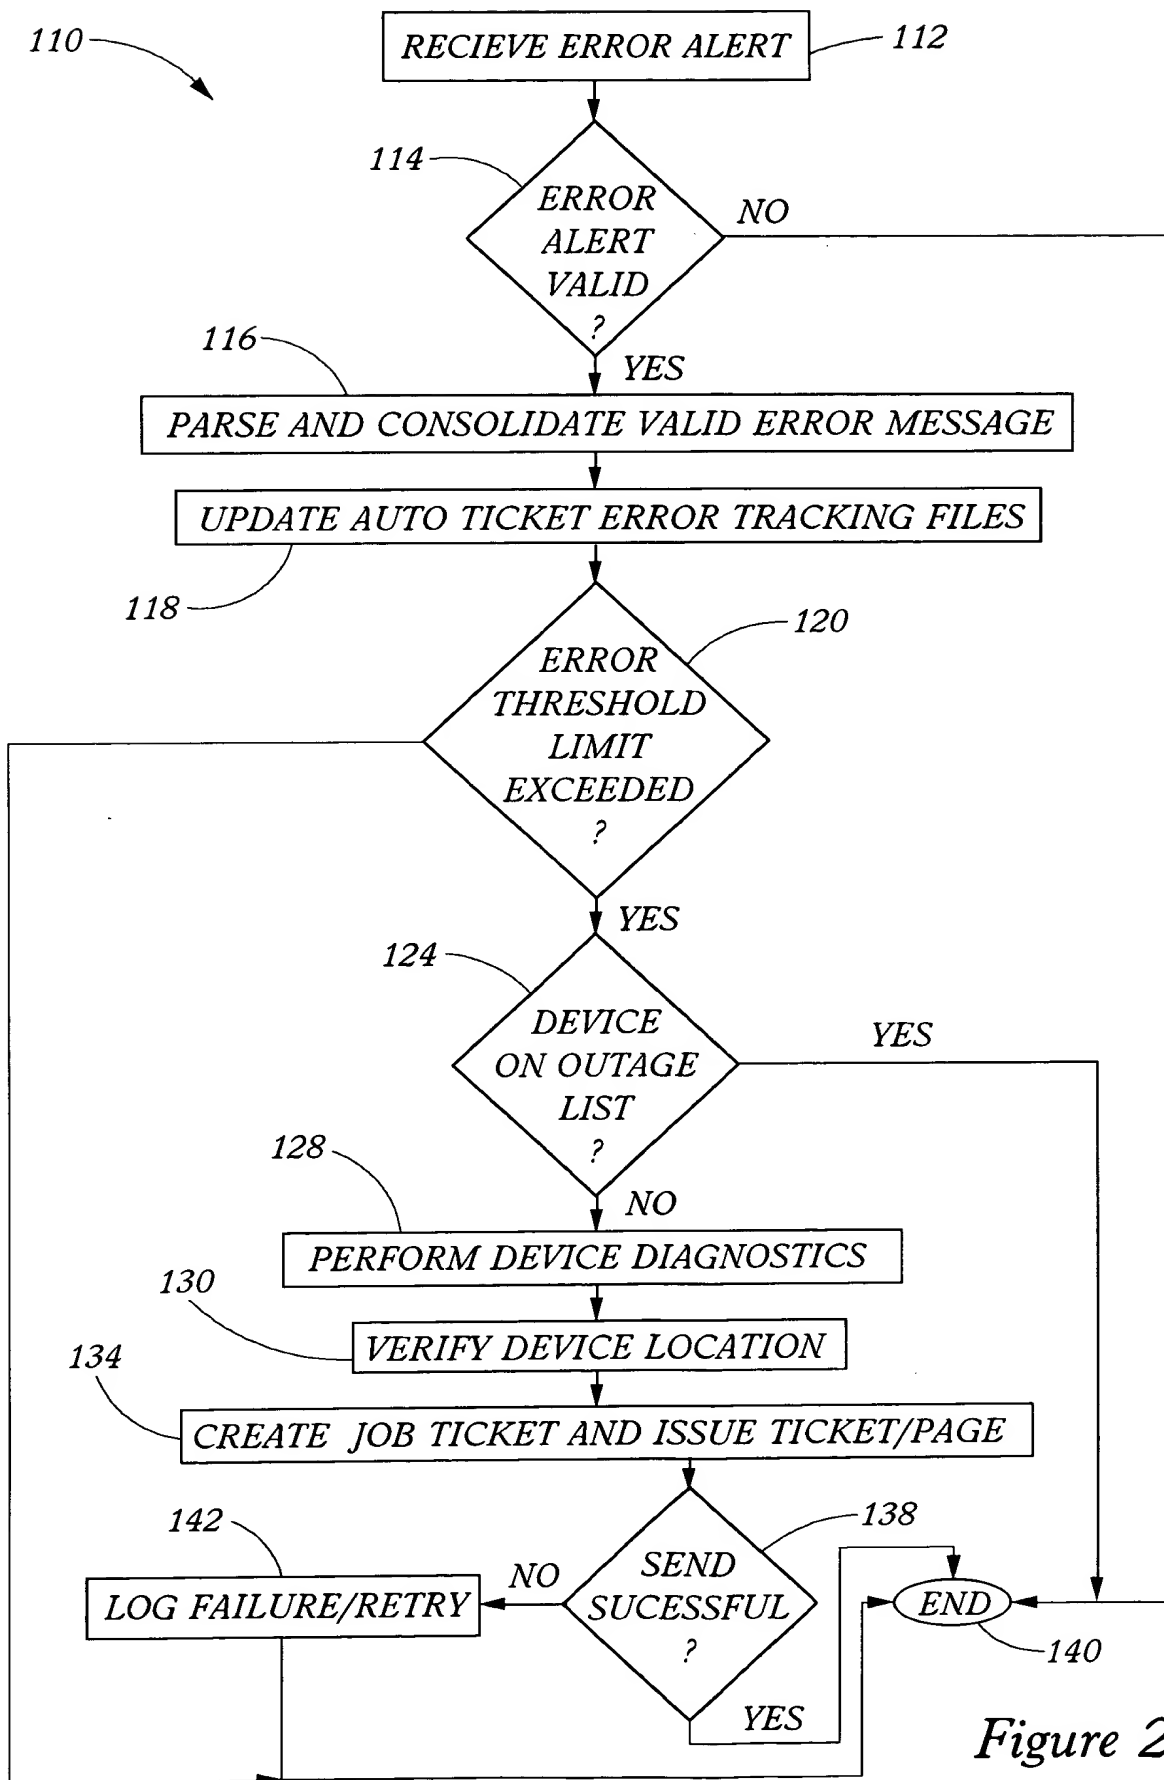 110
RECIEVE ERROR ALERT
112
114
ERROR
ALERT
VALID
?
NO
YES
116
PARSE AND CONSOLIDATE VALID ERROR MESSAGE
UPDATE AUTO TICKET ERROR TRACKING FILES
118
120
ERROR
THRESHOLD
LIMIT
EXCEEDED
?
YES
124
DEVICE
ON OUTAGE
LIST
?
YES
NO
128
PERFORM DEVICE DIAGNOSTICS
130
VERIFY DEVICE LOCATION
134
CREATE JOB TICKET AND ISSUE TICKET/PAGE
138
SEND
SUCESSFUL
?
NO
142
LOG FAILURE/RETRY
YES
END
140
Figure 2